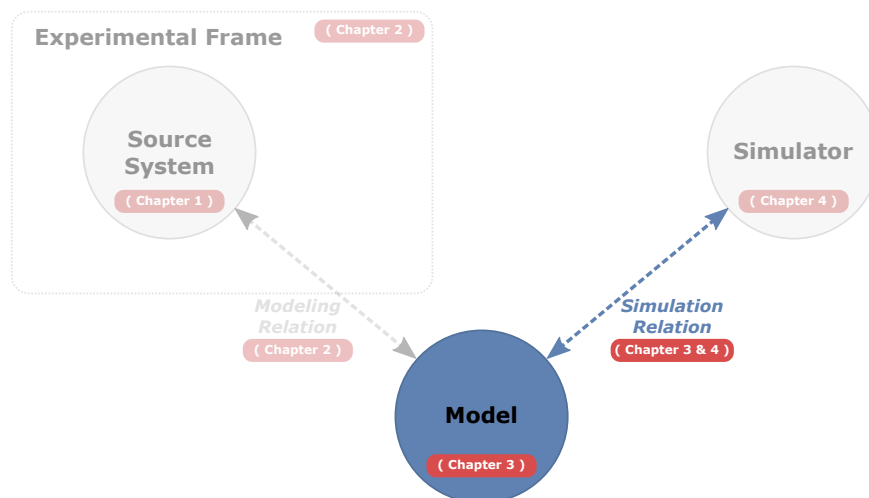 Experimental Frame
( Chapter 2 )
Source
System
( Chapter 1 )
Simulator
( Chapter 4 )
Modeling
Relation
( Chapter 2 )
Simulation
Relation
( Chapter 3 & 4 )
Model
( Chapter 3 )